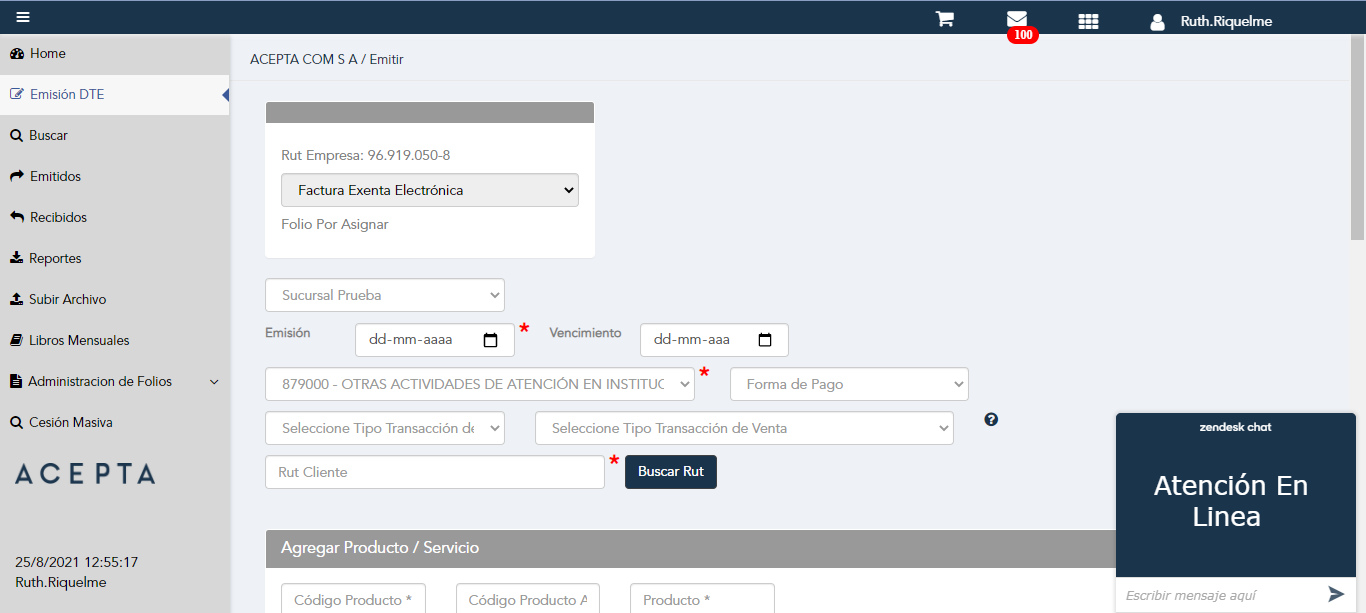 100
Ruth.Riquelme
Home
Emisión DTE
Buscar
Emitidos
Recibidos
Reportes
Subir Archivo
Libros Mensuales
Administracion de Folios
Cesión Masiva
ACEPTA
25/8/2021 12:55:17
Ruth.Riquelme
ACEPTA COM S A / Emitir
Rut Empresa: 96.919.050-8
Factura Exenta Electrónica
Folio Por Asignar
Sucursal Prueba
Emisión dd-mm-aaaa * Vencimiento dd-mm-aaa
879000 - OTRAS ACTIVIDADES DE ATENCIÓN EN INSTITUC * Forma de Pago
Seleccione Tipo Transacción de Seleccione Tipo Transacción de Venta ?
Rut Cliente * Buscar Rut
Agregar Producto / Servicio
Código Producto * Código Producto A Producto *
zendesk chat
Atención En
Linea
Escribir mensaje aquí